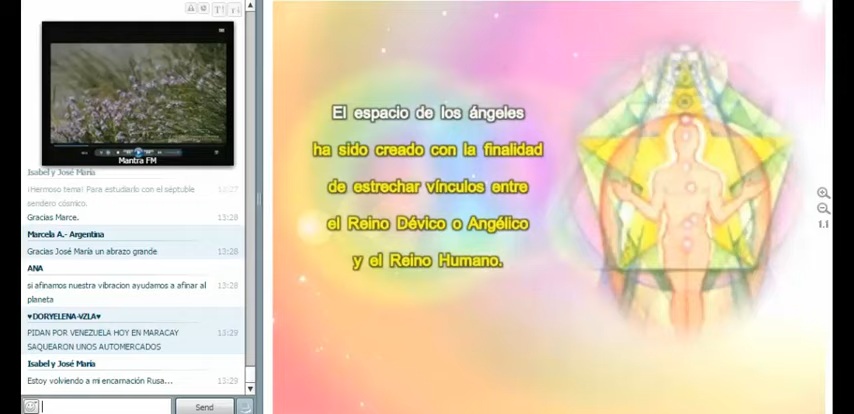 Mantra FM
Isabel y José María
¡Hermoso tema! Para estudiarlo con el séptuble 13:27
sendero cósmico.
Gracias Marce. 13:28
Marcela A.- Argentina
Gracias José María un abrazo grande 13:28
ANA
si afinamos nuestra vibracion ayudamos a afinar al 13:28
planeta
♥DORYELENA-VZLA♥
PIDAN POR VENEZUELA HOY EN MARACAY 13:29
SAQUEARON UNOS AUTOMERCADOS
Isabel y José María
Estoy volviendo a mi encarnación Rusa... 13:29
Send
El espacio de los ángeles
ha sido creado con la finalidad
de estrechar vínculos entre
el Reino Dévico o Angélico
y el Reino Humano.
1:1